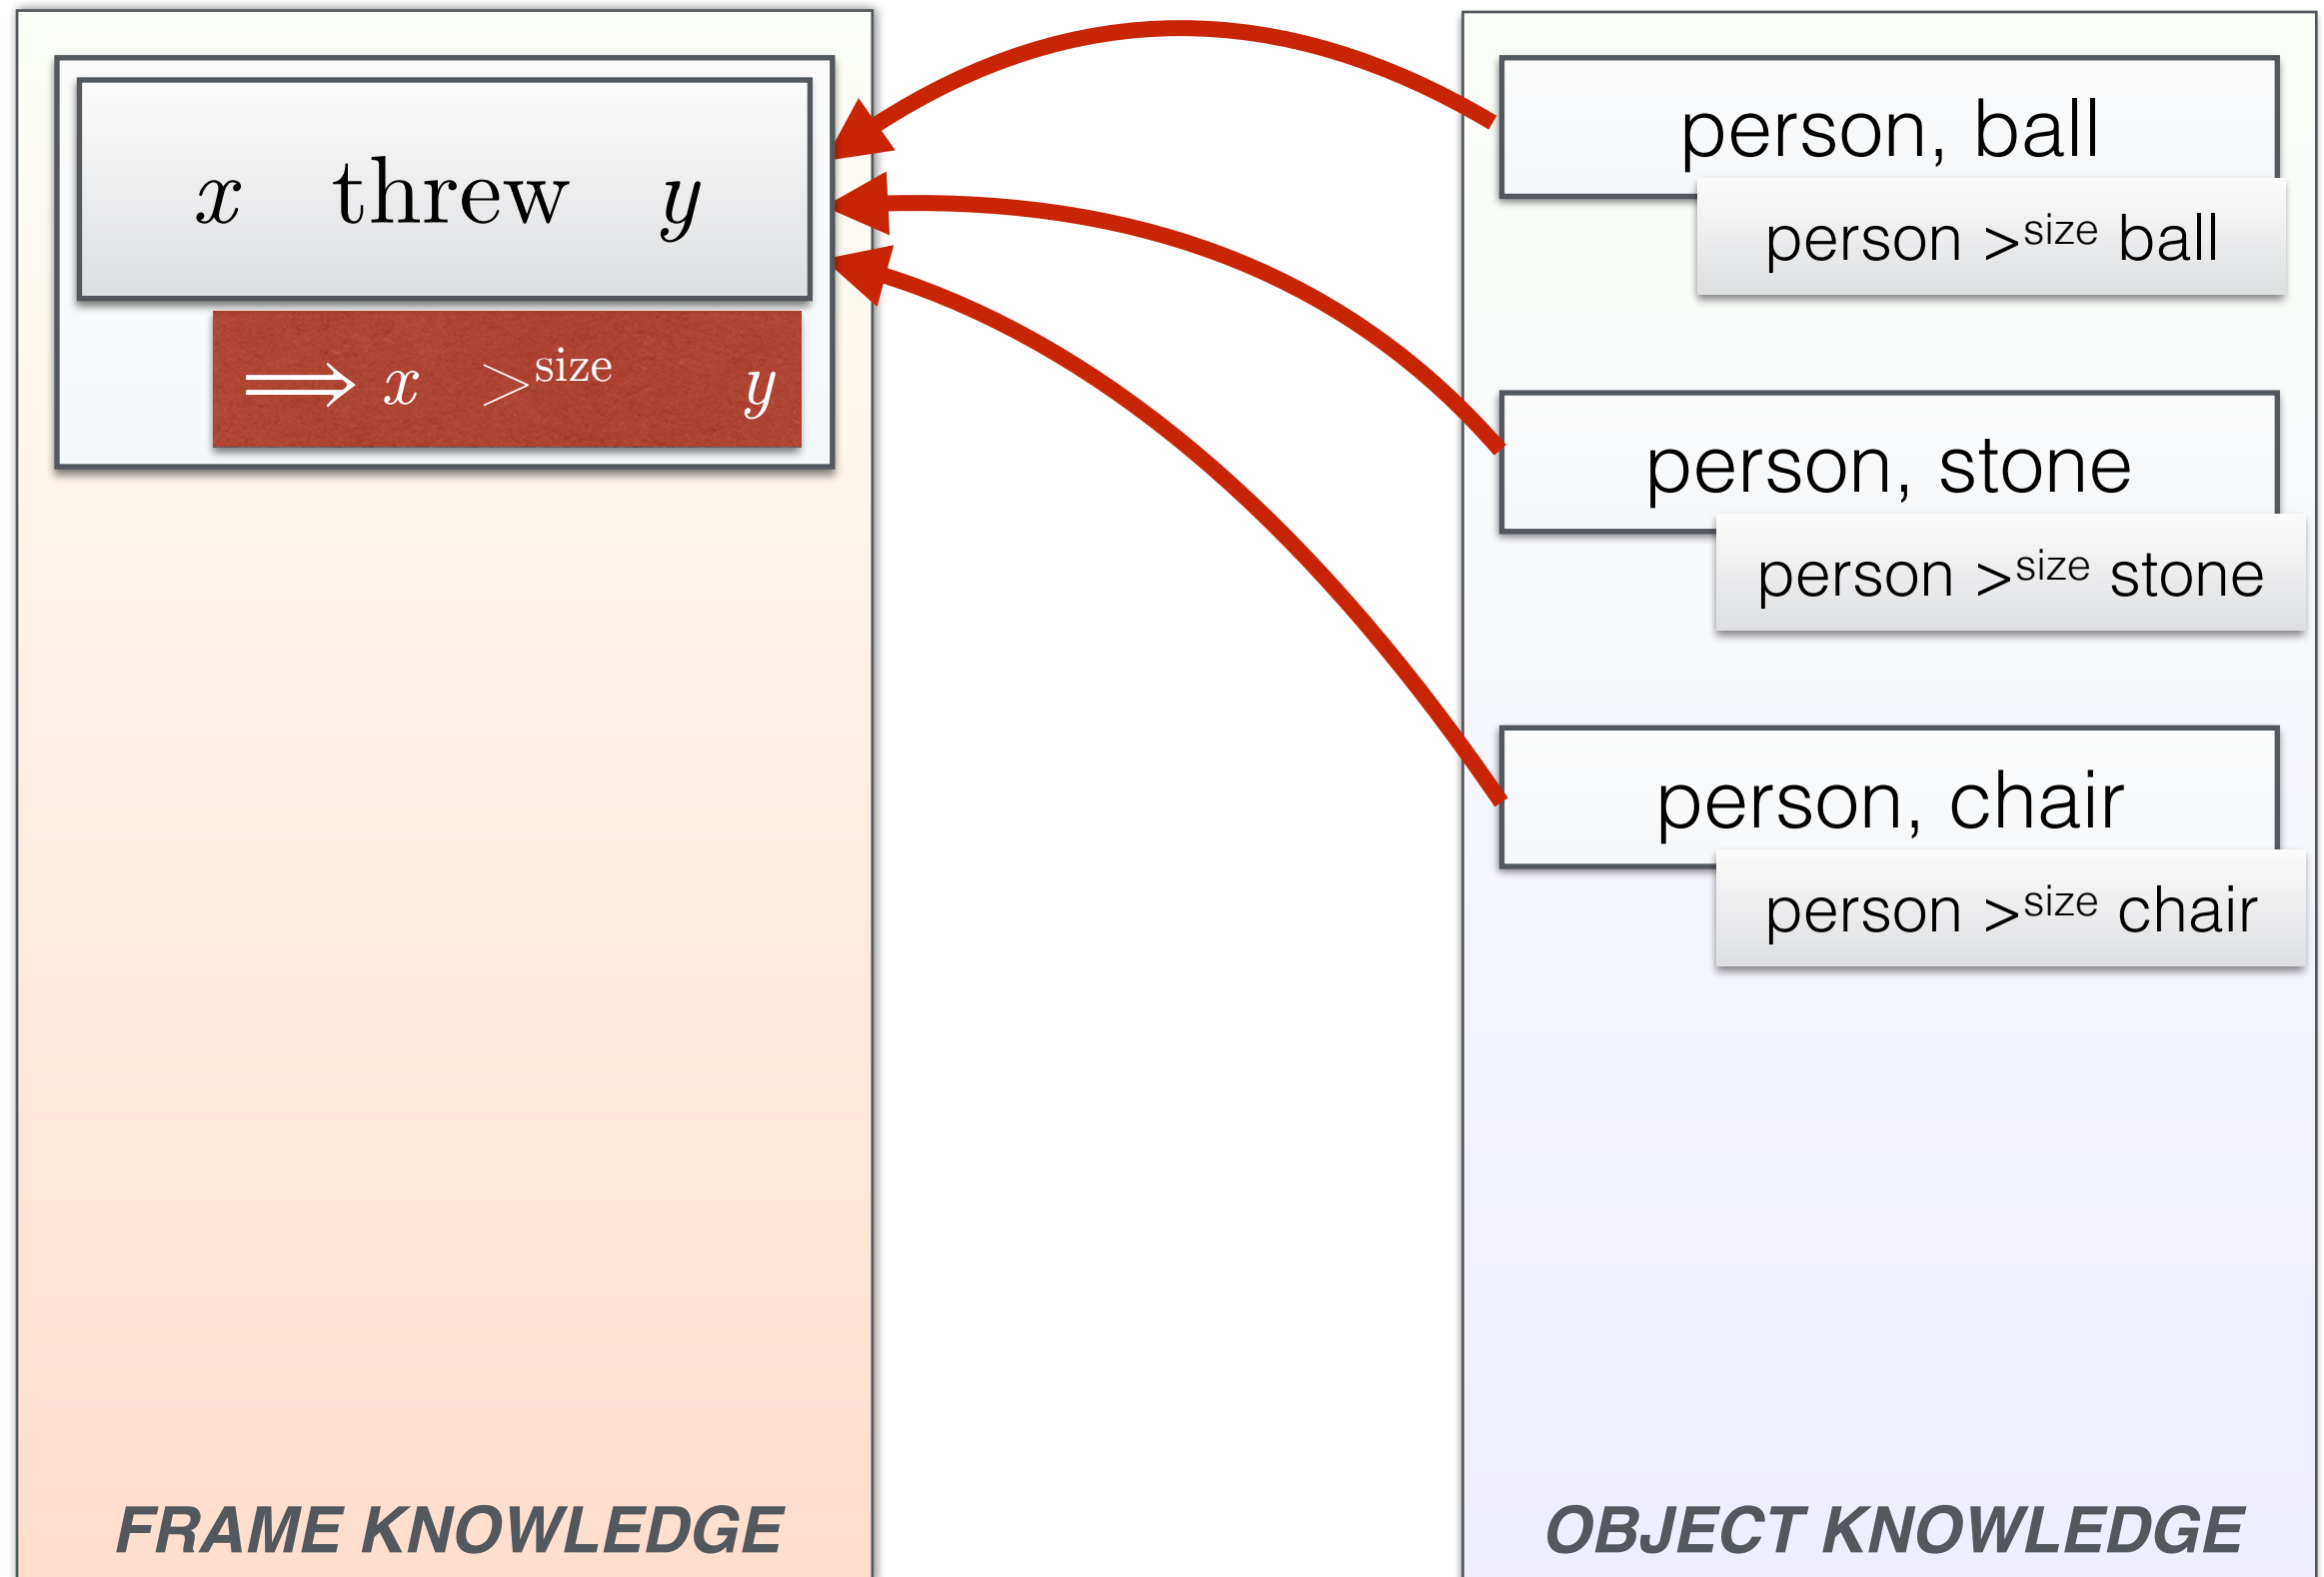 x threw y
⟹ x >^size y
FRAME KNOWLEDGE
person, ball
person >^size ball
person, stone
person >^size stone
person, chair
person >^size chair
OBJECT KNOWLEDGE